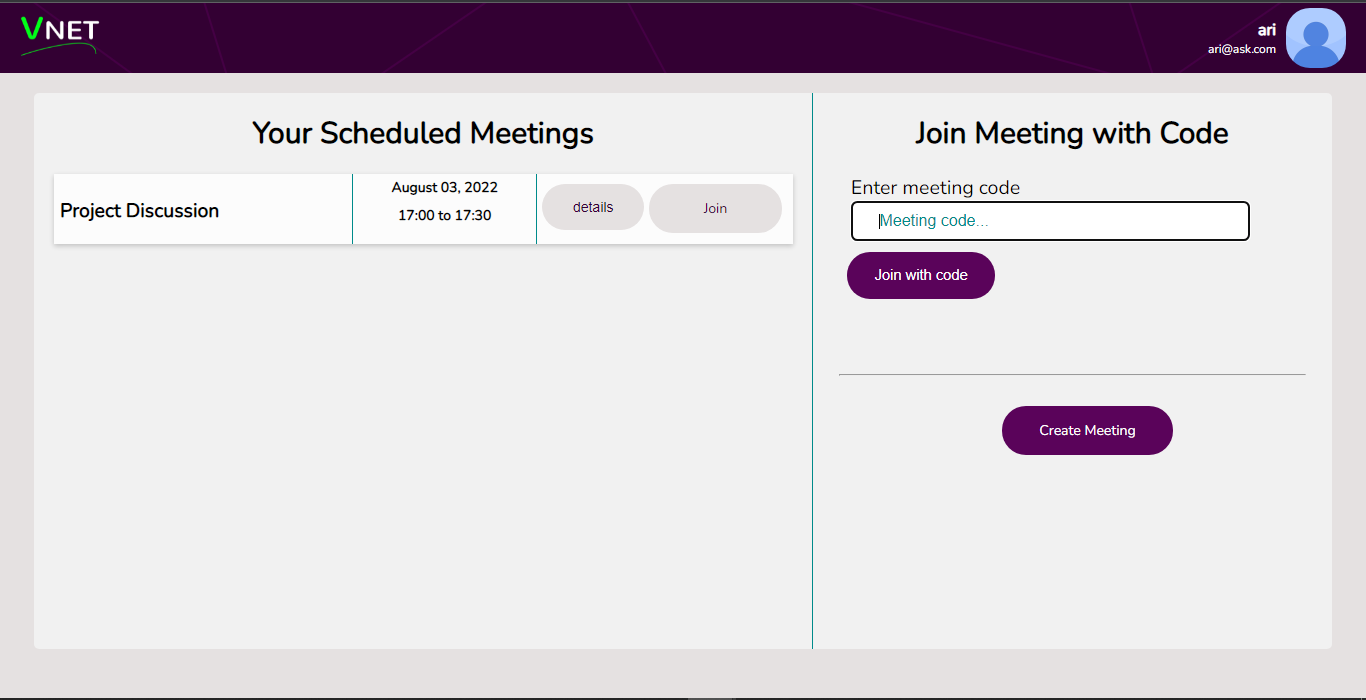 VNET
ari
ari@ask.com
Your Scheduled Meetings
Project Discussion
August 03, 2022
17:00 to 17:30
details
Join
Join Meeting with Code
Enter meeting code
Meeting code...
Join with code
Create Meeting